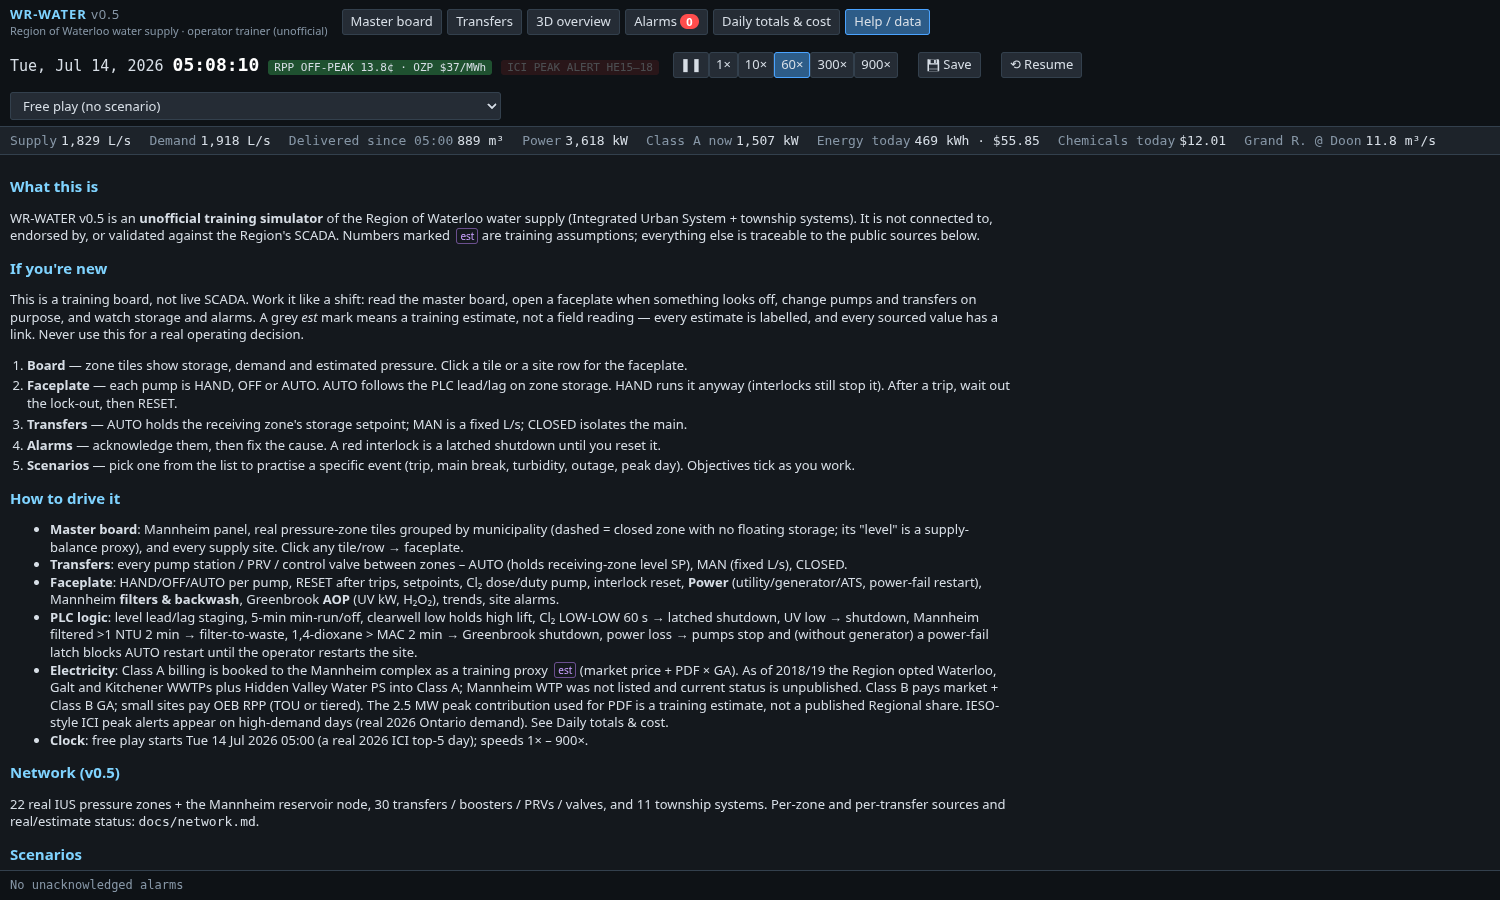 WR-WATER v0.5
Region of Waterloo water supply · operator trainer (unofficial)
Master board
Transfers
3D overview
Alarms 0
Daily totals & cost
Help / data
Tue, Jul 14, 2026 05:08:10
RPP OFF-PEAK 13.8¢ · OZP $37/MWh
ICI PEAK ALERT HE15–18
❚❚ 1× 10× 60× 300× 900×
💾 Save
⟲ Resume
Free play (no scenario)
Supply 1,829 L/s Demand 1,918 L/s Delivered since 05:00 889 m³ Power 3,618 kW Class A now 1,507 kW Energy today 469 kWh · $55.85 Chemicals today $12.01 Grand R. @ Doon 11.8 m³/s
What this is
WR-WATER v0.5 is an unofficial training simulator of the Region of Waterloo water supply (Integrated Urban System + township systems). It is not connected to,
endorsed by, or validated against the Region's SCADA. Numbers marked est are training assumptions; everything else is traceable to the public sources below.
If you're new
This is a training board, not live SCADA. Work it like a shift: read the master board, open a faceplate when something looks off, change pumps and transfers on
purpose, and watch storage and alarms. A grey est mark means a training estimate, not a field reading — every estimate is labelled, and every sourced value has a
link. Never use this for a real operating decision.
1. Board — zone tiles show storage, demand and estimated pressure. Click a tile or a site row for the faceplate.
2. Faceplate — each pump is HAND, OFF or AUTO. AUTO follows the PLC lead/lag on zone storage. HAND runs it anyway (interlocks still stop it). After a trip, wait out
the lock-out, then RESET.
3. Transfers — AUTO holds the receiving zone's storage setpoint; MAN is a fixed L/s; CLOSED isolates the main.
4. Alarms — acknowledge them, then fix the cause. A red interlock is a latched shutdown until you reset it.
5. Scenarios — pick one from the list to practise a specific event (trip, main break, turbidity, outage, peak day). Objectives tick as you work.
How to drive it
• Master board: Mannheim panel, real pressure-zone tiles grouped by municipality (dashed = closed zone with no floating storage; its "level" is a supply-
balance proxy), and every supply site. Click any tile/row → faceplate.
• Transfers: every pump station / PRV / control valve between zones – AUTO (holds receiving-zone level SP), MAN (fixed L/s), CLOSED.
• Faceplate: HAND/OFF/AUTO per pump, RESET after trips, setpoints, Cl₂ dose/duty pump, interlock reset, Power (utility/generator/ATS, power-fail restart),
Mannheim filters & backwash, Greenbrook AOP (UV kW, H₂O₂), trends, site alarms.
• PLC logic: level lead/lag staging, 5-min min-run/off, clearwell low holds high lift, Cl₂ LOW-LOW 60 s → latched shutdown, UV low → shutdown, Mannheim
filtered >1 NTU 2 min → filter-to-waste, 1,4-dioxane > MAC 2 min → Greenbrook shutdown, power loss → pumps stop and (without generator) a power-fail
latch blocks AUTO restart until the operator restarts the site.
• Electricity: Class A billing is booked to the Mannheim complex as a training proxy est (market price + PDF × GA). As of 2018/19 the Region opted Waterloo,
Galt and Kitchener WWTPs plus Hidden Valley Water PS into Class A; Mannheim WTP was not listed and current status is unpublished. Class B pays market +
Class B GA; small sites pay OEB RPP (TOU or tiered). The 2.5 MW peak contribution used for PDF is a training estimate, not a published Regional share. IESO-
style ICI peak alerts appear on high-demand days (real 2026 Ontario demand). See Daily totals & cost.
• Clock: free play starts Tue 14 Jul 2026 05:00 (a real 2026 ICI top-5 day); speeds 1× – 900×.
Network (v0.5)
22 real IUS pressure zones + the Mannheim reservoir node, 30 transfers / boosters / PRVs / valves, and 11 township systems. Per-zone and per-transfer sources and
real/estimate status: docs/network.md.
Scenarios
No unacknowledged alarms